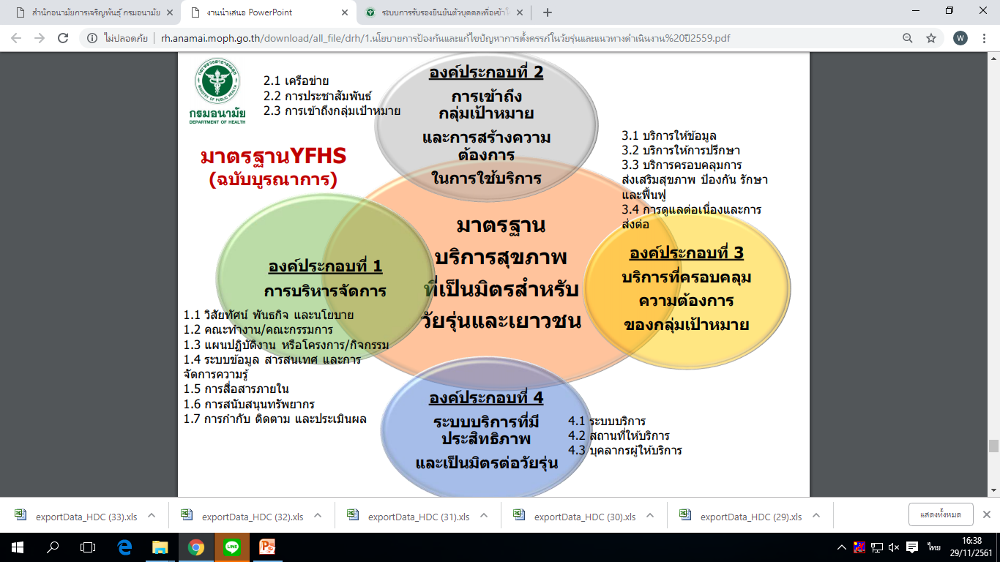 สำนักอนามัยการเจริญพันธุ์ กรมอนามัย
งานนำเสนอ PowerPoint
ระบบการรับรองยืนยันตัวบุคคลเพื่อเข้าใ
ไม่ปลอดภัย | rh.anamai.moph.go.th/download/all_file/drh/1.นโยบายการป้องกันและแก้ไขปัญหาการตั้งครรภ์ในวัยรุ่นและแนวทางดำเนินงาน%20ปี2559.pdf
W
กระทรวงสาธารณสุข
MINISTRY OF PUBLIC HEALTH
กรมอนามัย
DEPARTMENT OF HEALTH
2.1 เครือข่าย
2.2 การประชาสัมพันธ์
2.3 การเข้าถึงกลุ่มเป้าหมาย
องค์ประกอบที่ 2
การเข้าถึง
กลุ่มเป้าหมาย
และการสร้างความ
ต้องการ
ในการใช้บริการ
มาตรฐานYFHS
(ฉบับบูรณาการ)
3.1 บริการให้ข้อมูล
3.2 บริการให้การปรึกษา
3.3 บริการครอบคลุมการ
ส่งเสริมสุขภาพ ป้องกัน รักษา
และฟื้นฟู
3.4 การดูแลต่อเนื่องและการ
ส่งต่อ
มาตรฐาน
บริการสุขภาพ
ที่เป็นมิตรสำหรับ
วัยรุ่นและเยาวชน
องค์ประกอบที่ 1
การบริหารจัดการ
องค์ประกอบที่ 3
บริการที่ครอบคลุม
ความต้องการ
ของกลุ่มเป้าหมาย
1.1 วิสัยทัศน์ พันธกิจ และนโยบาย
1.2 คณะทำงาน/คณะกรรมการ
1.3 แผนปฏิบัติงาน หรือโครงการ/กิจกรรม
1.4 ระบบข้อมูล สารสนเทศ และการ
จัดการความรู้
1.5 การสื่อสารภายใน
1.6 การสนับสนุนทรัพยากร
1.7 การกำกับ ติดตาม และประเมินผล
องค์ประกอบที่ 4
ระบบบริการที่มี
ประสิทธิภาพ
และเป็นมิตรต่อวัยรุ่น
4.1 ระบบบริการ
4.2 สถานที่ให้บริการ
4.3 บุคลากรผู้ให้บริการ
exportData_HDC (33).xls
exportData_HDC (32).xls
exportData_HDC (31).xls
exportData_HDC (30).xls
exportData_HDC (29).xls
แสดงทั้งหมด
LINE
ไทย
16:38
29/11/2561